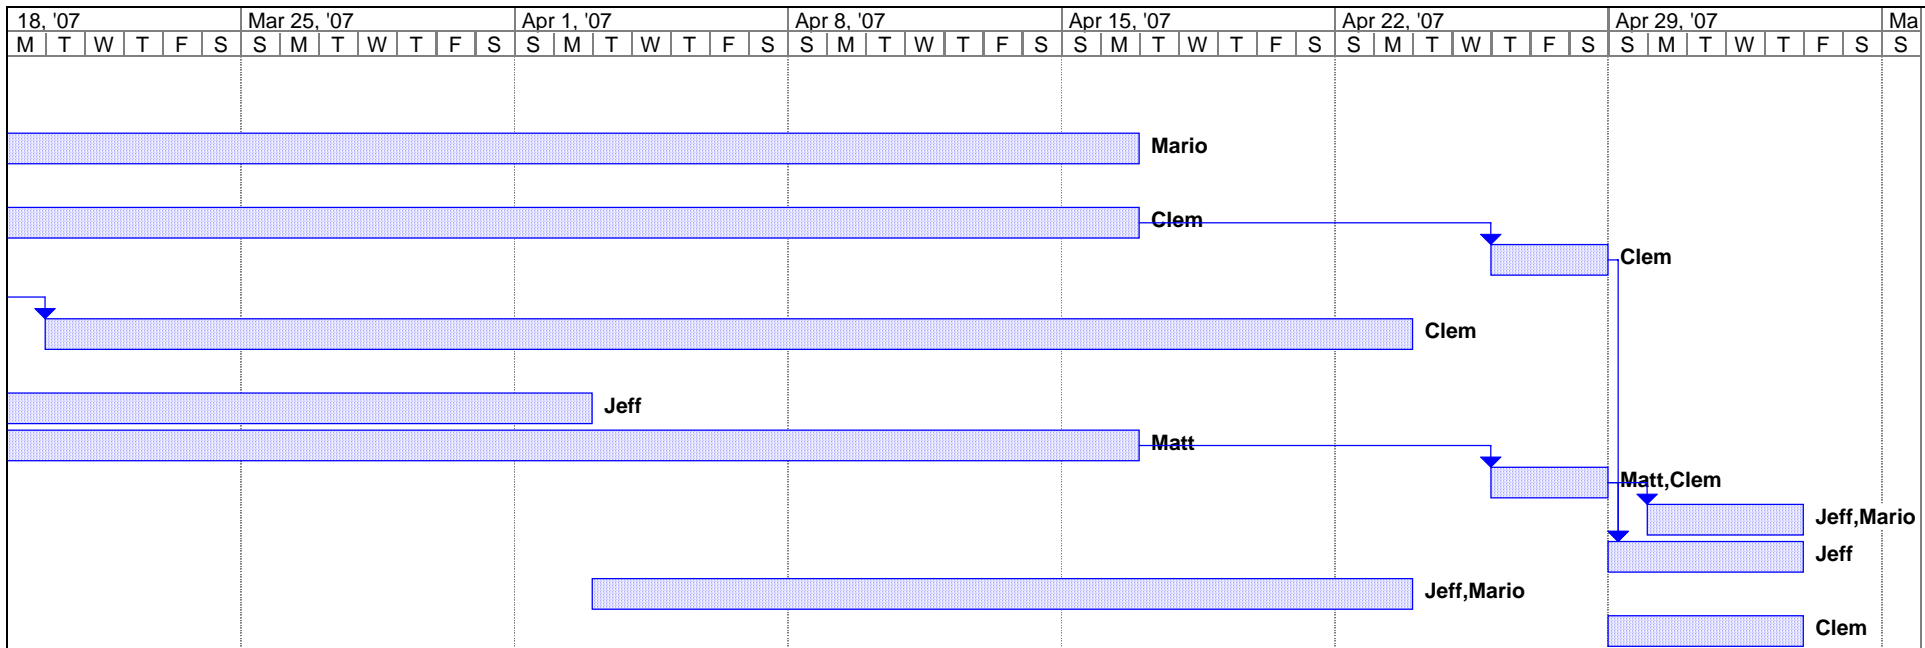 18, '07 Mar 25, '07 Apr 1, '07 Apr 8, '07 Apr 15, '07 Apr 22, '07 Apr 29, '07 Ma
M T W T F S S M T W T F S S M T W T F S S M T W T F S S M T W T F S S M T W T F S S M T W T F S S
Mario
Clem
Clem
Clem
Jeff
Matt
Matt,Clem
Jeff,Mario
Jeff
Jeff,Mario
Clem